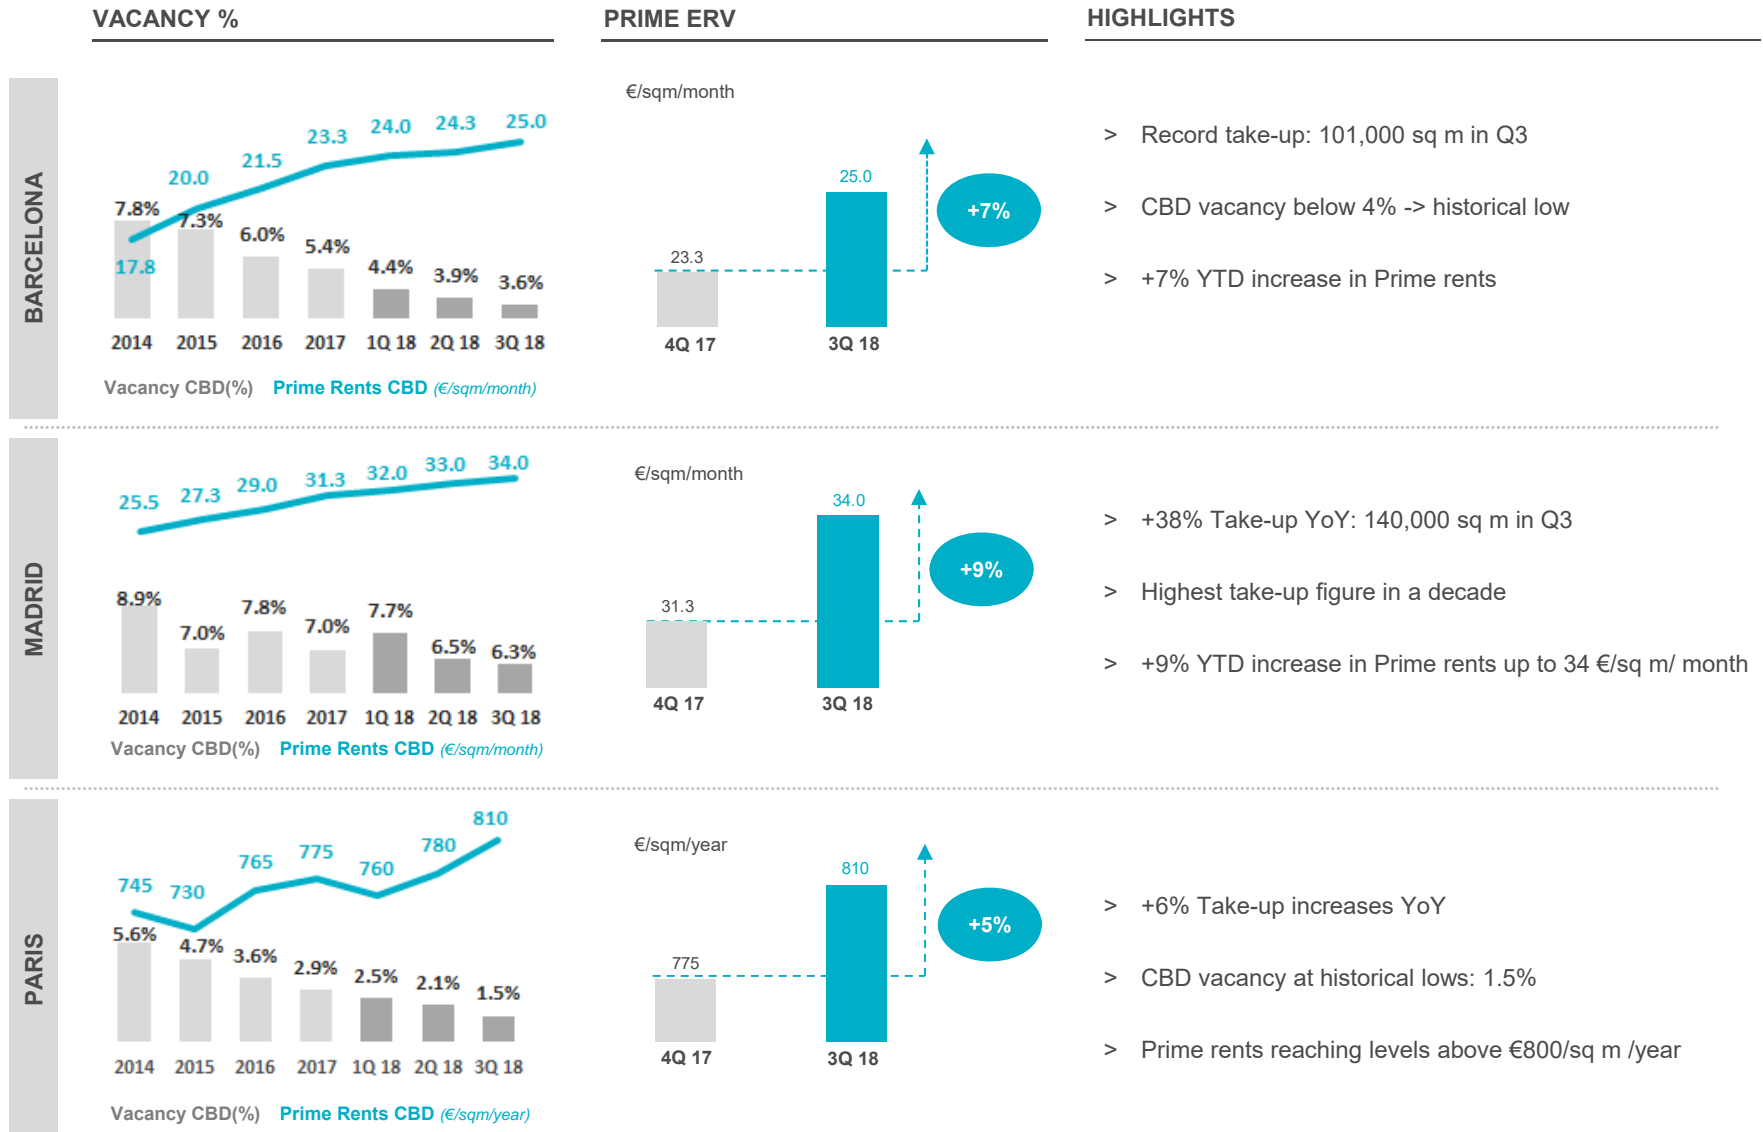 VACANCY %
PRIME ERV
HIGHLIGHTS
BARCELONA
17.8
20.0
21.5
23.3
24.0
24.3
25.0
7.8%
7.3%
6.0%
5.4%
4.4%
3.9%
3.6%
2014 2015 2016 2017 1Q 18 2Q 18 3Q 18
Vacancy CBD(%) Prime Rents CBD (€/sqm/month)
€/sqm/month
23.3
25.0
+7%
4Q 17 3Q 18
> Record take-up: 101,000 sq m in Q3
> CBD vacancy below 4% -> historical low
> +7% YTD increase in Prime rents
MADRID
25.5
27.3
29.0
31.3
32.0
33.0
34.0
8.9%
7.0%
7.8%
7.0%
7.7%
6.5%
6.3%
2014 2015 2016 2017 1Q 18 2Q 18 3Q 18
Vacancy CBD(%) Prime Rents CBD (€/sqm/month)
€/sqm/month
31.3
34.0
+9%
4Q 17 3Q 18
> +38% Take-up YoY: 140,000 sq m in Q3
> Highest take-up figure in a decade
> +9% YTD increase in Prime rents up to 34 €/sq m/ month
PARIS
745
730
765
775
760
780
810
5.6%
4.7%
3.6%
2.9%
2.5%
2.1%
1.5%
2014 2015 2016 2017 1Q 18 2Q 18 3Q 18
Vacancy CBD(%) Prime Rents CBD (€/sqm/year)
€/sqm/year
775
810
+5%
4Q 17 3Q 18
> +6% Take-up increases YoY
> CBD vacancy at historical lows: 1.5%
> Prime rents reaching levels above €800/sq m /year